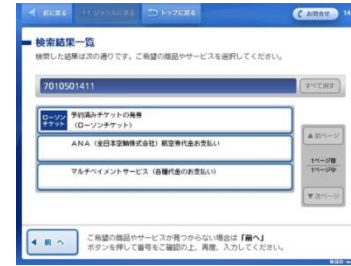 前に戻る
ジャンルに戻る
トップに戻る
お問合せ
14
検索結果一覧
検索した結果は次の通りです。ご希望の商品やサービスを選択してください。
7010501411
すべて消す
ローソンチケット
予約済みチケットの発券
（ローソンチケット）
ANA（全日本空輸株式会社）航空券代金お支払い
マルチペイメントサービス（各種代金のお支払い）
▲前ページ
1ページ目
1ページ中
▼次ページ
前 へ
ご希望の商品やサービスが見つからない場合は「前へ」
ボタンを押して番号をご確認の上、再度、入力してください。